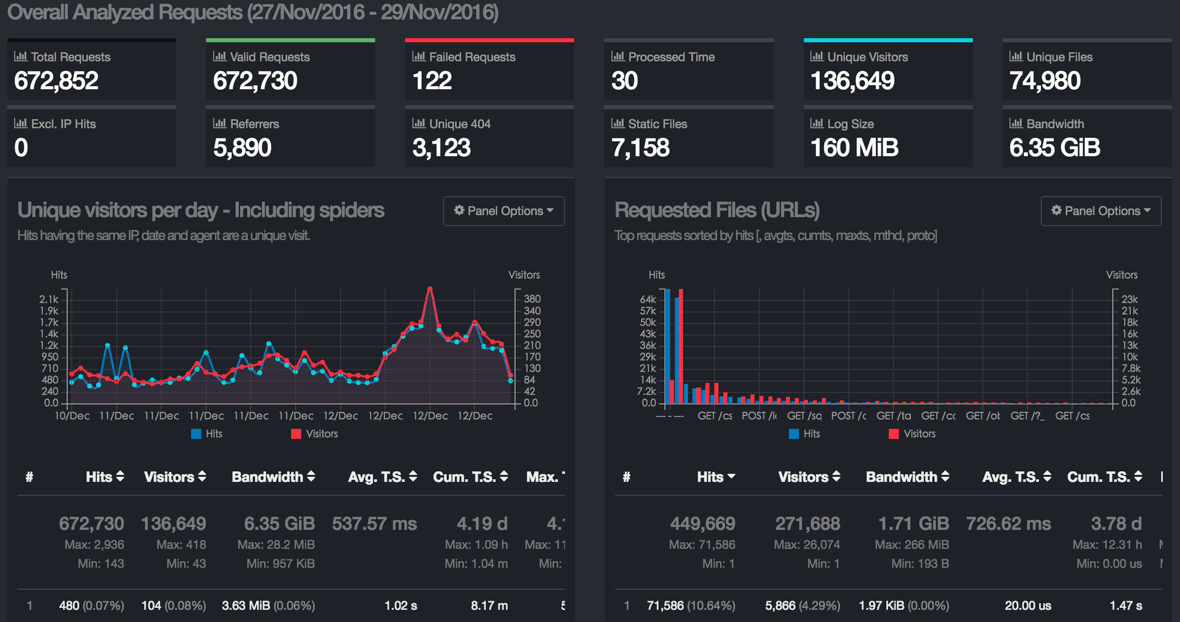 Overall Analyzed Requests (27/Nov/2016 - 29/Nov/2016)
Total Requests
672,852
Valid Requests
672,730
Failed Requests
122
Processed Time
30
Unique Visitors
136,649
Unique Files
74,980
Excl. IP Hits
0
Referrers
5,890
Unique 404
3,123
Static Files
7,158
Log Size
160 MiB
Bandwidth
6.35 GiB
Unique visitors per day - Including spiders
Panel Options
Hits having the same IP, date and agent are a unique visit.
Hits
Visitors
2.1k
1.9k
1.7k
1.4k
1.2k
950
710
480
240
0.0
380
340
290
250
210
170
130
84
42
0.0
10/Dec 11/Dec 11/Dec 11/Dec 11/Dec 11/Dec 12/Dec 12/Dec 12/Dec 12/Dec
Hits Visitors
# Hits Visitors Bandwidth Avg. T.S. Cum. T.S. Max.
672,730 136,649 6.35 GiB 537.57 ms 4.19 d
Max: 2,936 Max: 418 Max: 28.2 MiB Max: 1.09 h Max: 11
Min: 143 Min: 43 Min: 957 KiB Min: 1.04 m Min:
1 480 (0.07%) 104 (0.08%) 3.63 MiB (0.06%) 1.02 s 8.17 m
Requested Files (URLs)
Panel Options
Top requests sorted by hits [, avgts, cumts, maxts, mthd, proto]
Hits
Visitors
64k
57k
50k
43k
36k
29k
21k
14k
7.2k
0.0
23k
21k
18k
16k
13k
10k
7.8k
5.2k
2.6k
0.0
--- - --- GET /cs POST /k GET /sq POST /c GET /ta GET /cc GET /ot GET /?_ GET /cs
Hits Visitors
# Hits Visitors Bandwidth Avg. T.S. Cum. T.S.
449,669 271,688 1.71 GiB 726.62 ms 3.78 d
Max: 71,586 Max: 26,074 Max: 266 MiB Max: 12.31 h
Min: 1 Min: 1 Min: 193 B Min: 0.00 us
1 71,586 (10.64%) 5,866 (4.29%) 1.97 KiB (0.00%) 20.00 us 1.47 s